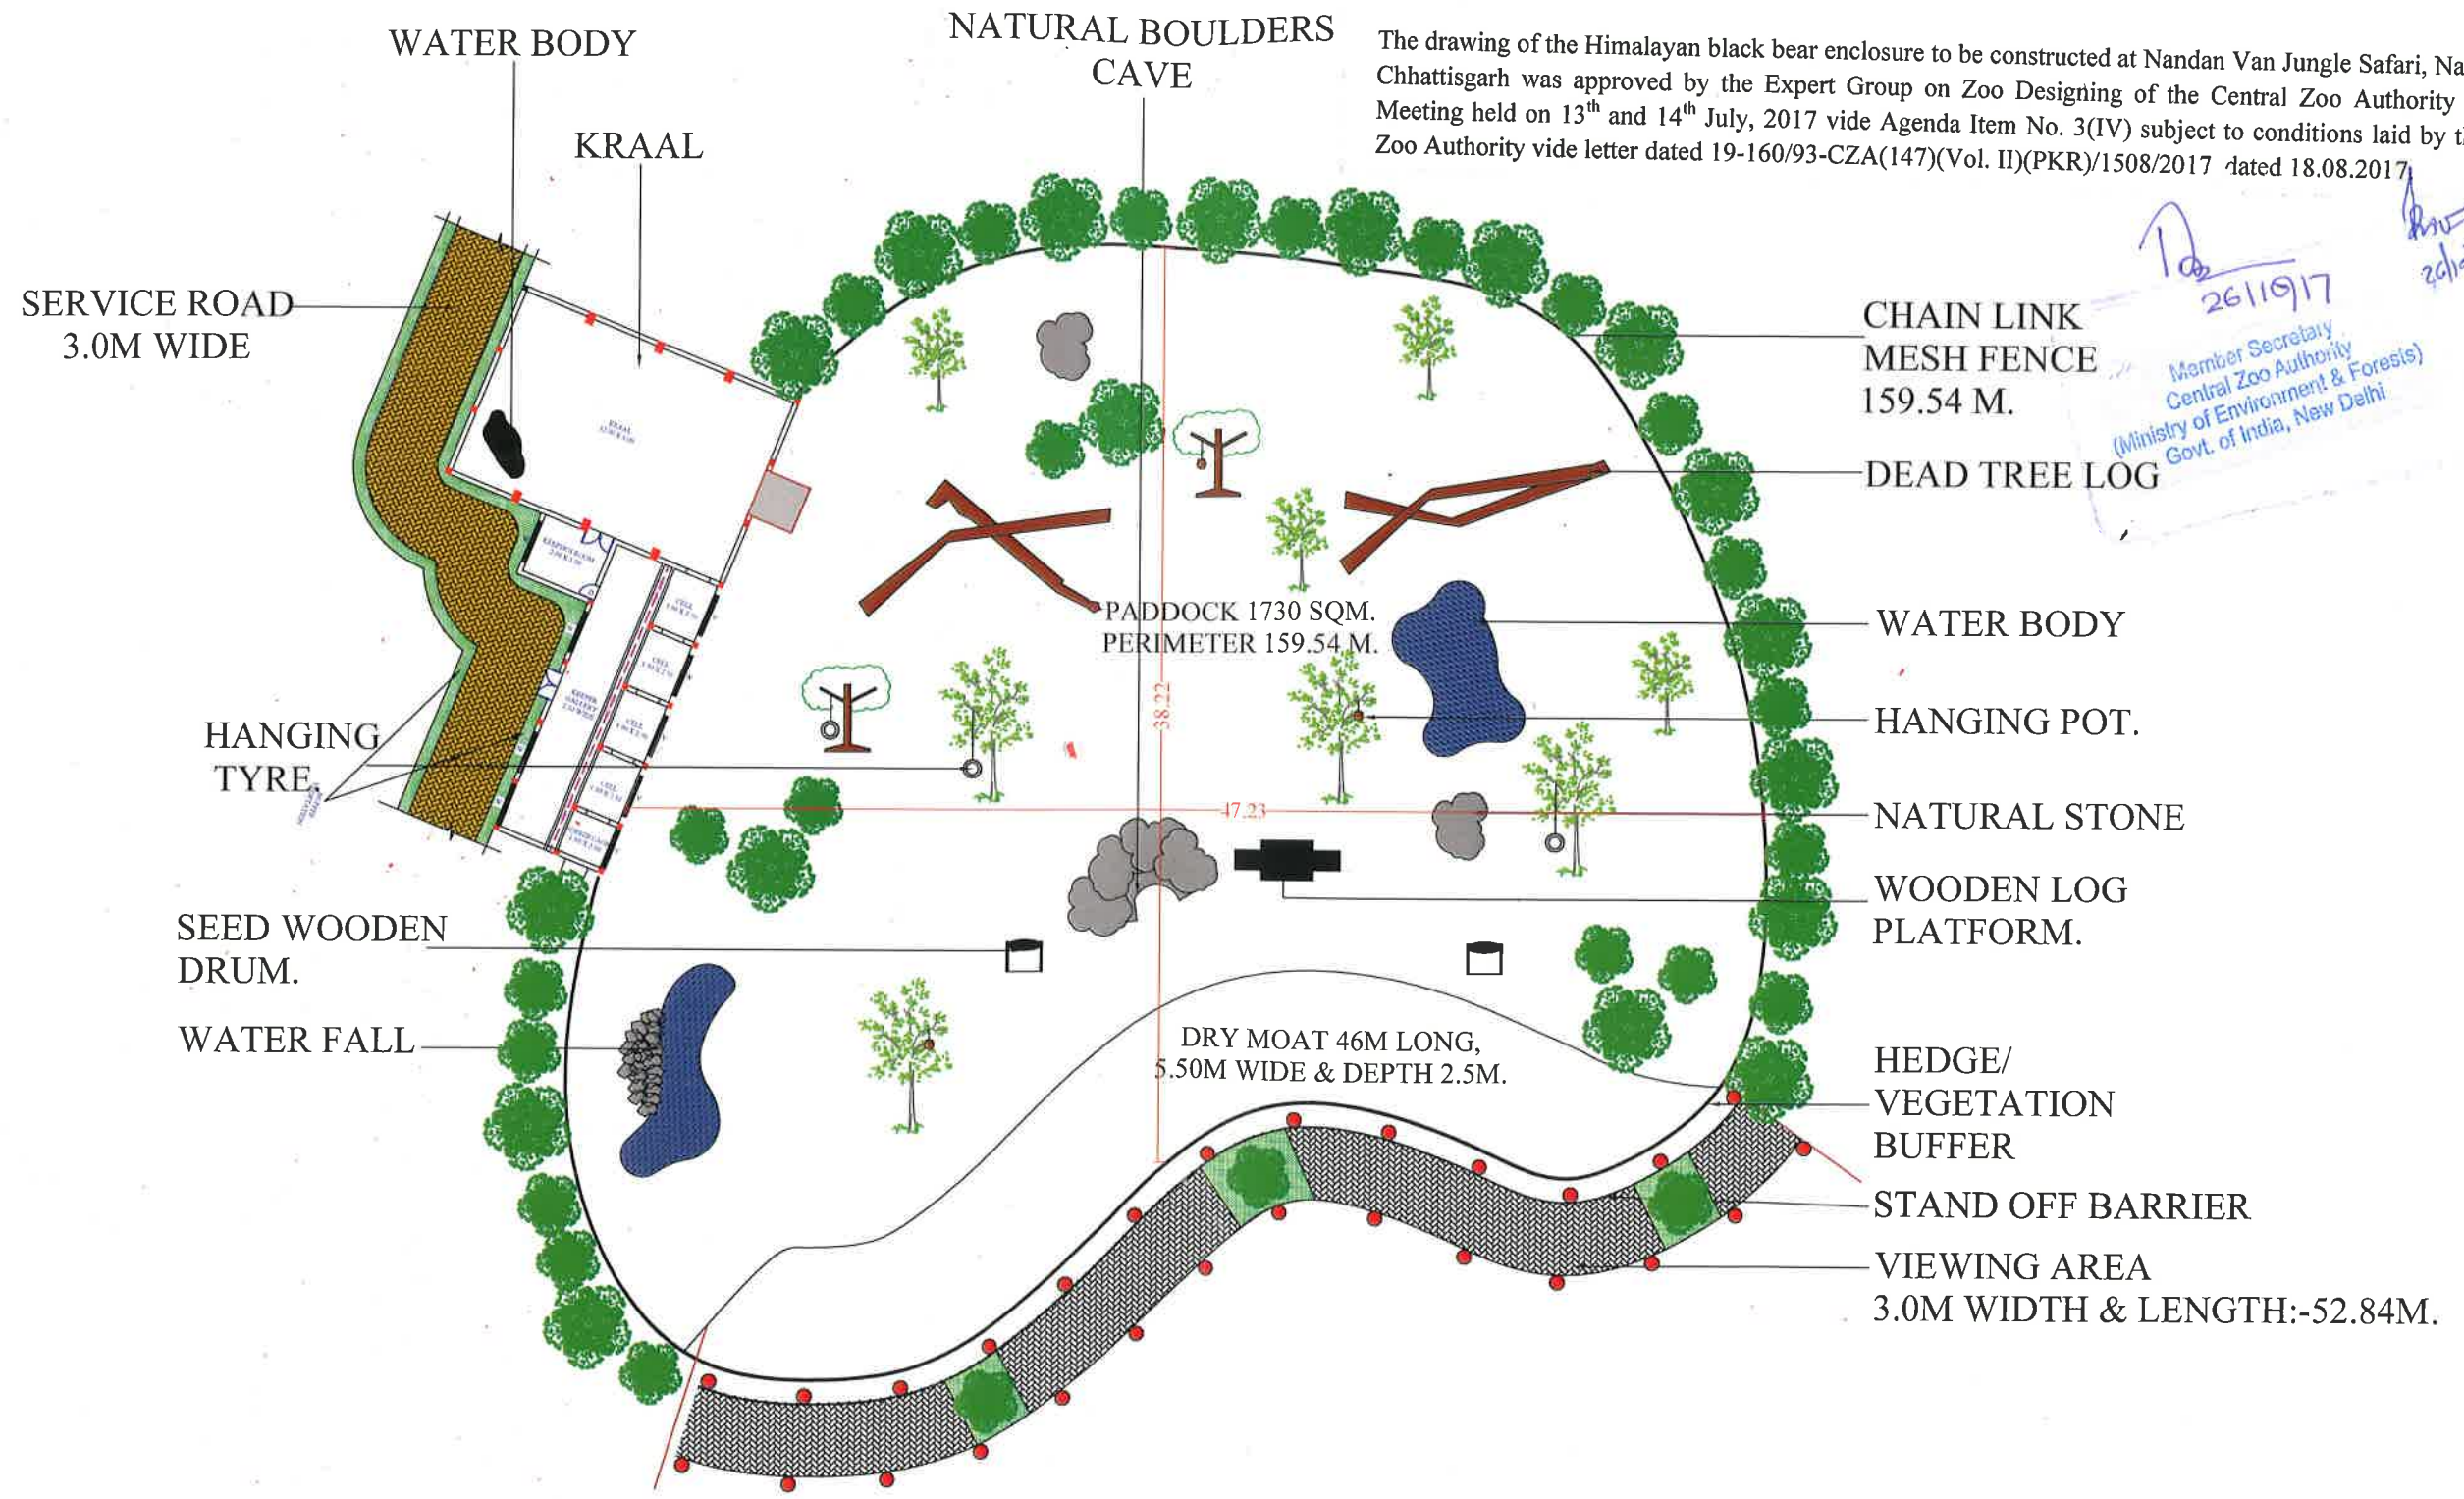 WATER BODY
NATURAL BOULDERS
CAVE
The drawing of the Himalayan black bear enclosure to be constructed at Nandan Van Jungle Safari, Na
Chhattisgarh was approved by the Expert Group on Zoo Designing of the Central Zoo Authority
Meeting held on 13th and 14th July, 2017 vide Agenda Item No. 3(IV) subject to conditions laid by t
Zoo Authority vide letter dated 19-160/93-CZA(147)(Vol. II)(PKR)/1508/2017 dated 18.08.2017
KRAAL
26/10/17
Member Secretary
Central Zoo Authority
(Ministry of Environment & Forests)
Govt. of India, New Delhi
SERVICE ROAD
3.0M WIDE
CHAIN LINK
MESH FENCE
159.54 M.
KRAAL
DEAD TREE LOG
CELL
CELL
CELL
CELL
KEEPER
GALLERY
PADDOCK 1730 SQM.
PERIMETER 159.54 M.
38.22
47.23
WATER BODY
HANGING POT.
HANGING
TYRE.
NATURAL STONE
WOODEN LOG
PLATFORM.
SEED WOODEN
DRUM.
WATER FALL
DRY MOAT 46M LONG,
5.50M WIDE & DEPTH 2.5M.
HEDGE/
VEGETATION
BUFFER
STAND OFF BARRIER
VIEWING AREA
3.0M WIDTH & LENGTH:-52.84M.